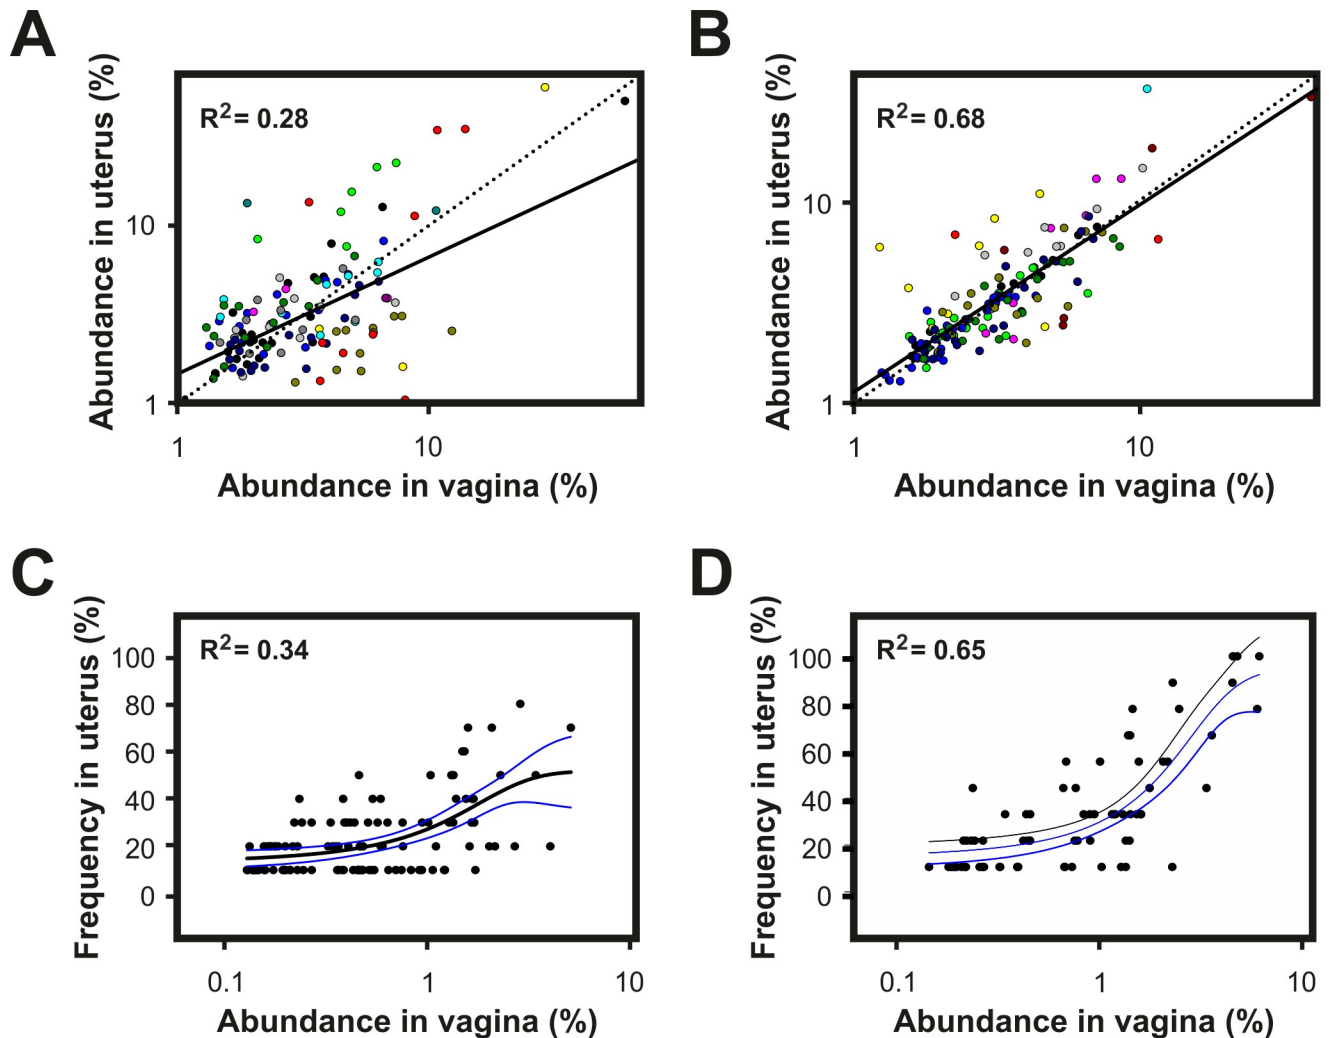 A
B
Abundance in uterus (%)
R2= 0.28
10
1
1
10
Abundance in vagina (%)
Abundance in uterus (%)
R2= 0.68
10
1
1
10
Abundance in vagina (%)
C
D
Frequency in uterus (%)
R2= 0.34
100
80
60
40
20
0
0.1
1
10
Abundance in vagina (%)
Frequency in uterus (%)
R2= 0.65
100
80
60
40
20
0
0.1
1
10
Abundance in vagina (%)